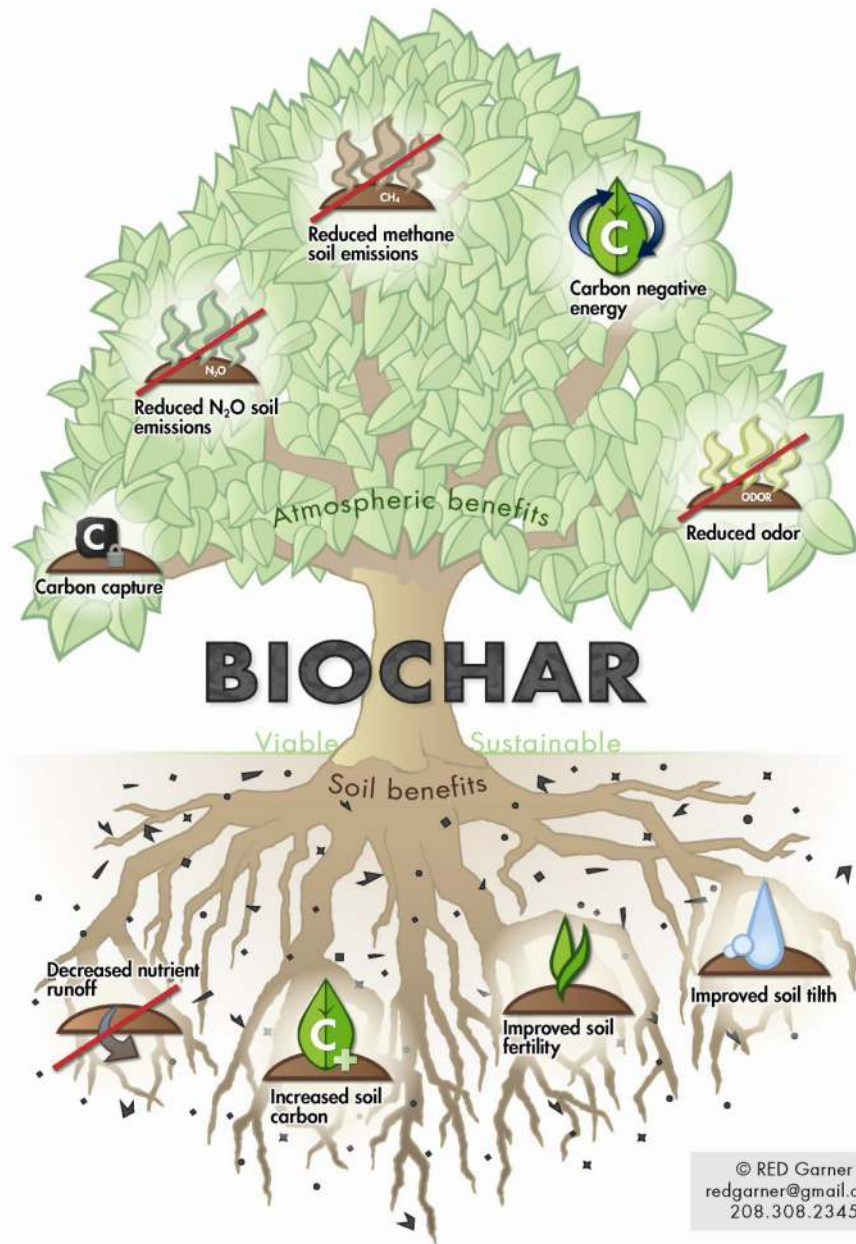 CH₄
Reduced methane
soil emissions
C
Carbon negative
energy
N₂O
Reduced N₂O soil
emissions
ODOR
Reduced odor
Atmospheric benefits
C
Carbon capture
BIOCHAR
Viable Sustainable
Soil benefits
Decreased nutrient
runoff
C
Increased soil
carbon
Improved soil
fertility
Improved soil tilth
© RED Garner
redgarner@gmail.c
208.308.2345